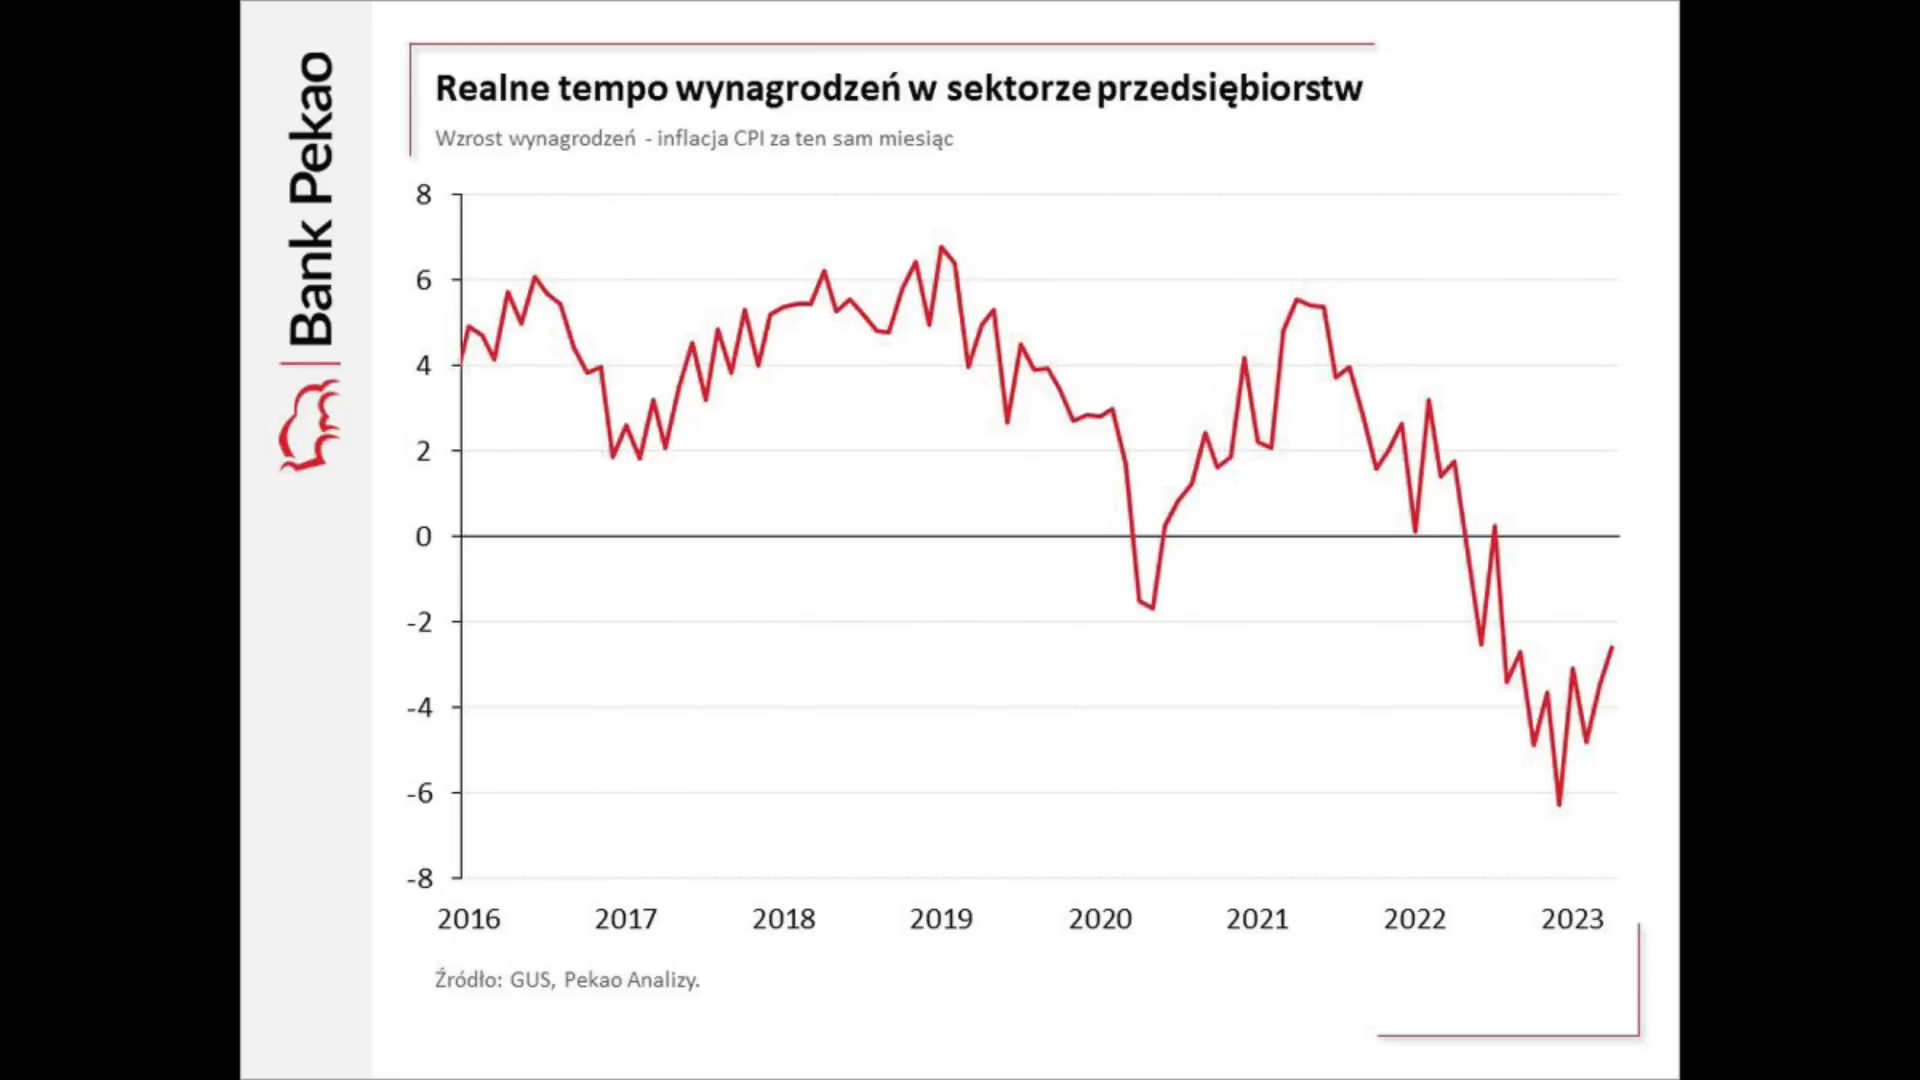 Bank Pekao
Realne tempo wynagrodzeń w sektorze przedsiębiorstw
Wzrost wynagrodzeń - inflacja CPI za ten sam miesiąc
8
6
4
2
0
-2
-4
-6
-8
2016 2017 2018 2019 2020 2021 2022 2023
Źródło: GUS, Pekao Analizy.